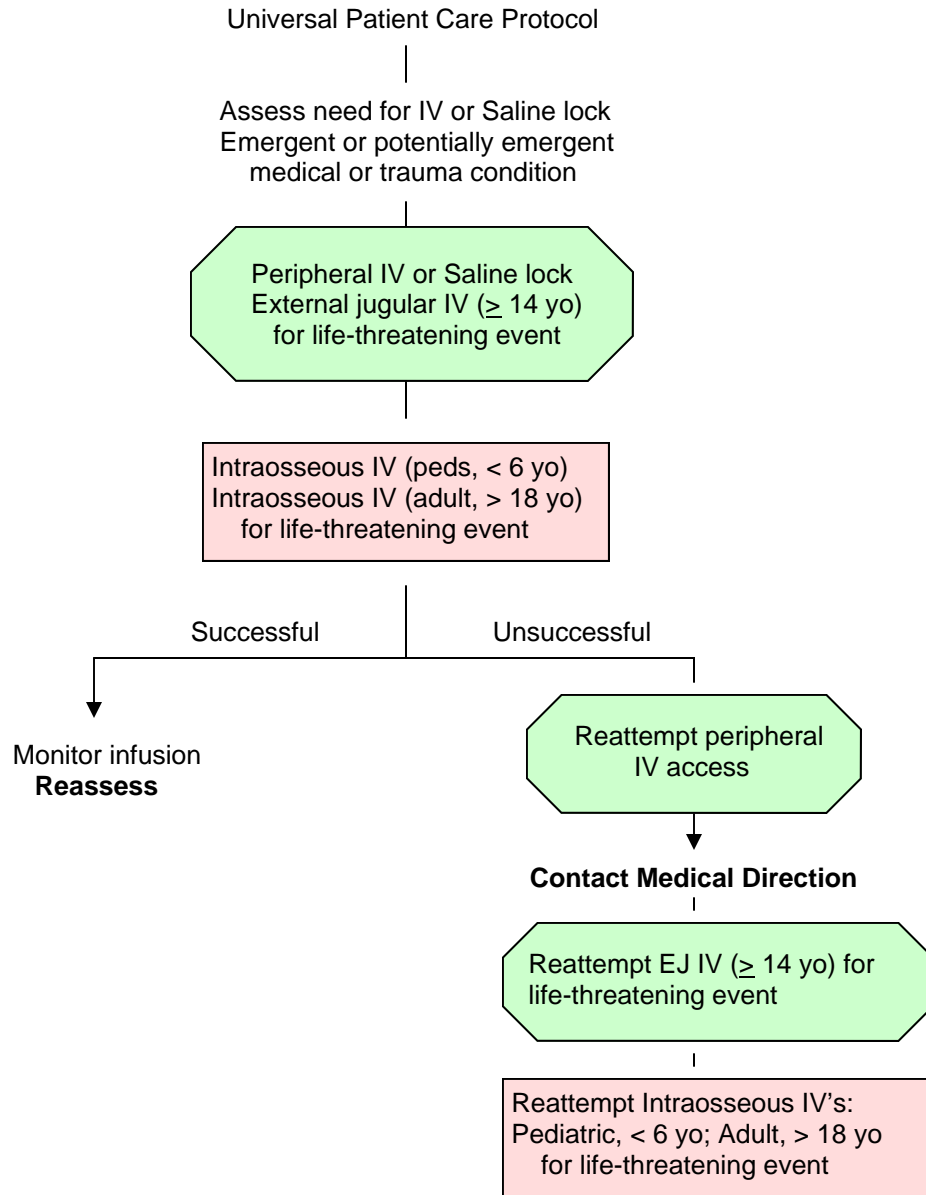 Universal Patient Care Protocol
Assess need for IV or Saline lock
Emergent or potentially emergent
medical or trauma condition
Peripheral IV or Saline lock
External jugular IV (≥ 14 yo)
for life-threatening event
Intraosseous IV (peds, < 6 yo)
Intraosseous IV (adult, > 18 yo)
for life-threatening event
Successful
Unsuccessful
Monitor infusion
Reassess
Reattempt peripheral
IV access
Contact Medical Direction
Reattempt EJ IV (≥ 14 yo) for
life-threatening event
Reattempt Intraosseous IV's:
Pediatric, < 6 yo; Adult, > 18 yo
for life-threatening event